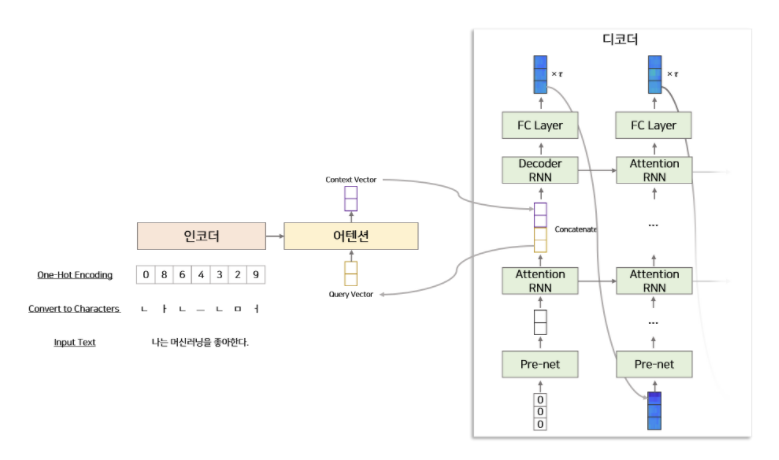 디코더
× r
× r
FC Layer
FC Layer
Decoder
RNN
Attention
RNN
Context Vector
Concatenate
...
인코더
어텐션
One-Hot Encoding
0 8 6 4 3 2 9
Query Vector
Attention
RNN
Attention
RNN
Convert to Characters
ㄴ ㅏ ㄴ ㅡ ㄴ ㅁ ㅓ
...
Input Text
나는 머신러닝을 좋아한다.
Pre-net
Pre-net
0
0
0